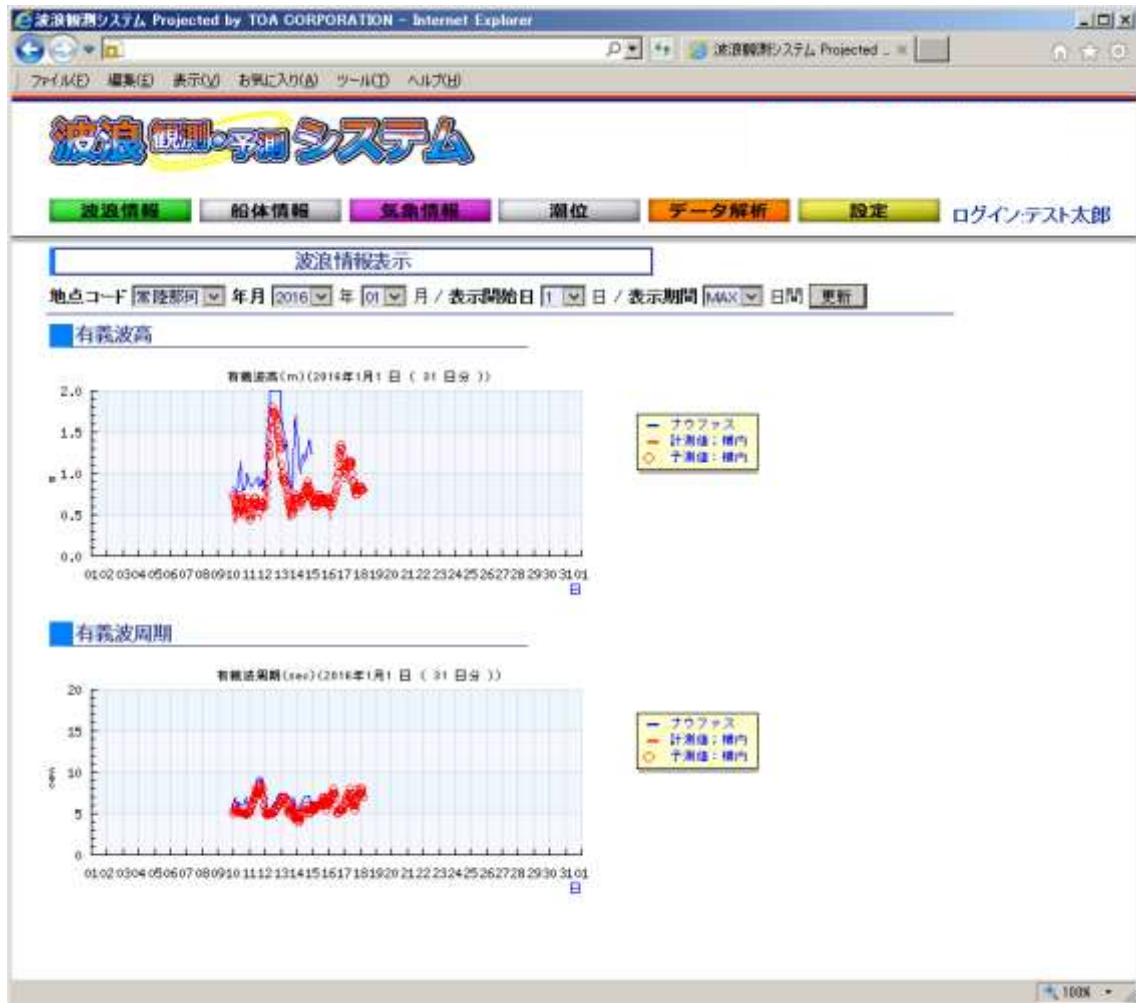 波浪観測システム Projected by TOA CORPORATION - Internet Explorer
波浪観測システム Projected ...
ファイル(F) 編集(E) 表示(V) お気に入り(A) ツール(T) ヘルプ(H)
波浪観測・予測システム
波浪情報 船体情報 気象情報 潮位 データ解析 設定 ログイン:テスト太郎
波浪情報表示
地点コード 常陸那珂 年月 2016 年 01 月 / 表示開始日 1 日 / 表示期間 MAX 日間 更新
有義波高
有義波高(m)(2016年1月1 日 ( 31 日分 ))
2.0
1.5
m 1.0
0.5
0.0
01 02 03 04 05 06 07 08 09 10 11 12 13 14 15 16 17 18 19 20 21 22 23 24 25 26 27 28 29 30 31 01
日
ナウファス
計測値:構内
予測値:構内
有義波周期
有義波周期(sec)(2016年1月1 日 ( 31 日分 ))
20
15
sec 10
5
0
01 02 03 04 05 06 07 08 09 10 11 12 13 14 15 16 17 18 19 20 21 22 23 24 25 26 27 28 29 30 31 01
日
ナウファス
計測値:構内
予測値:構内
100%